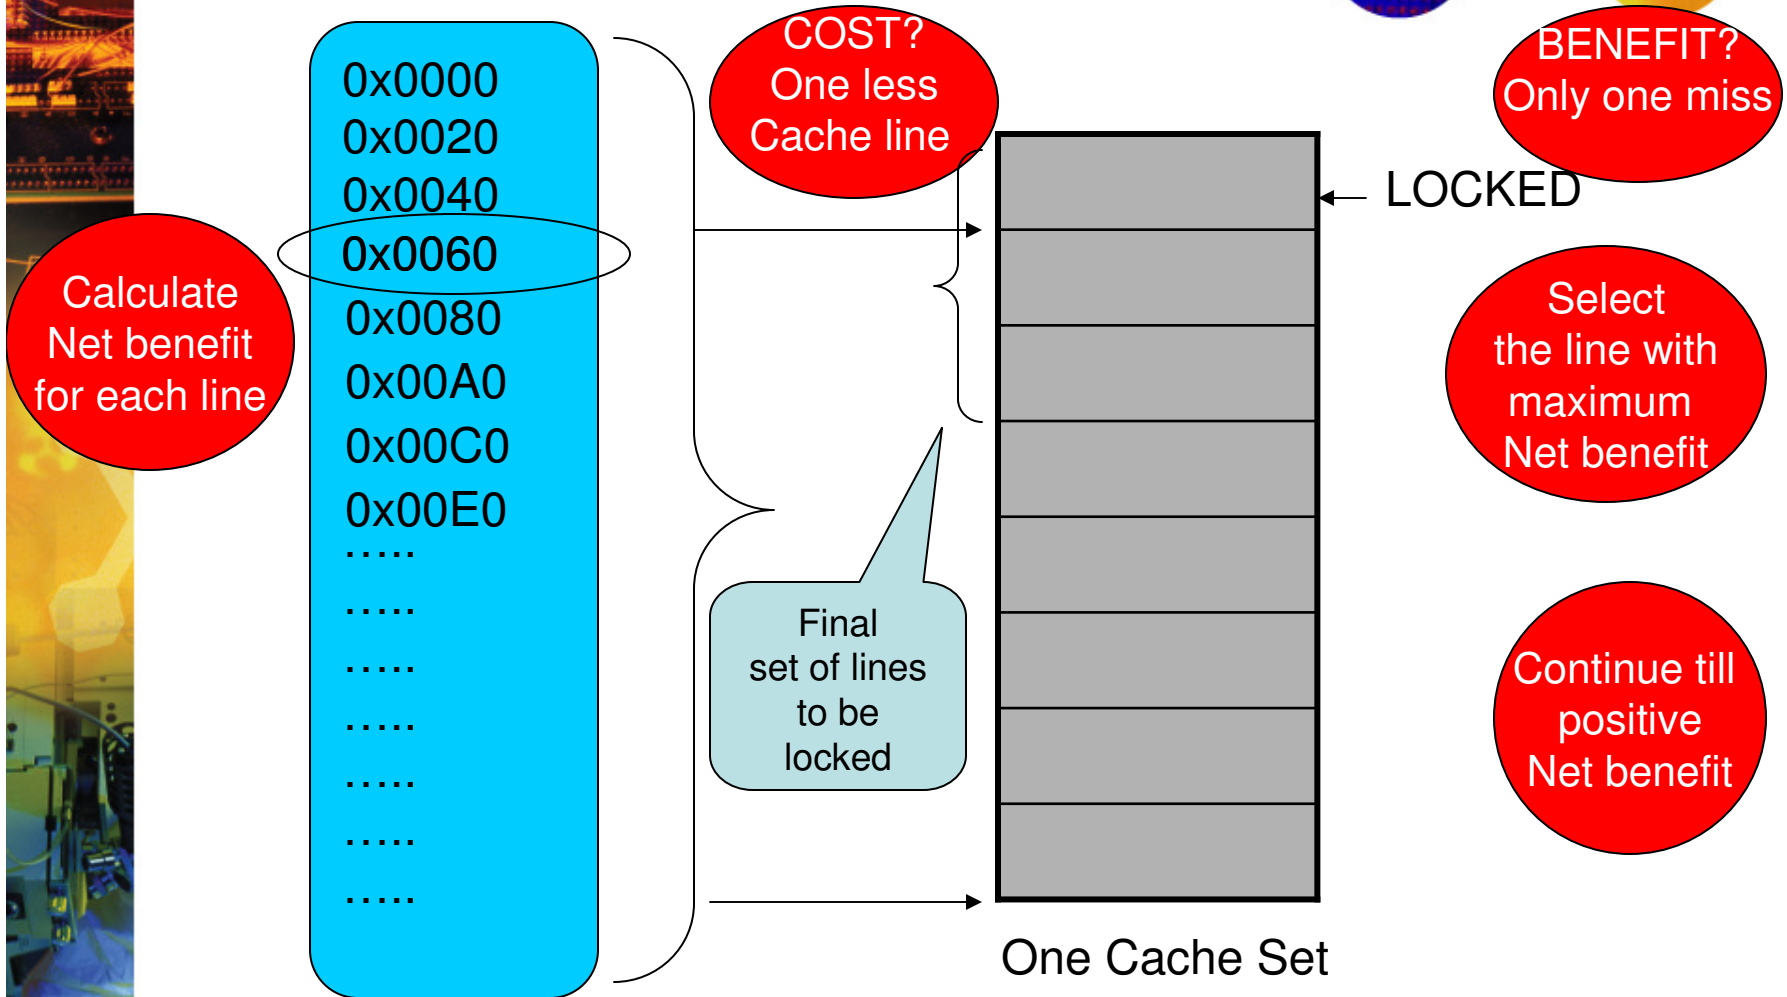 COST?
One less
Cache line
BENEFIT?
Only one miss
0x0000
0x0020
0x0040
0x0060
0x0080
0x00A0
0x00C0
0x00E0
.....
.....
.....
.....
.....
.....
.....
Calculate
Net benefit
for each line
LOCKED
Select
the line with
maximum
Net benefit
Final
set of lines
to be
locked
Continue till
positive
Net benefit
One Cache Set